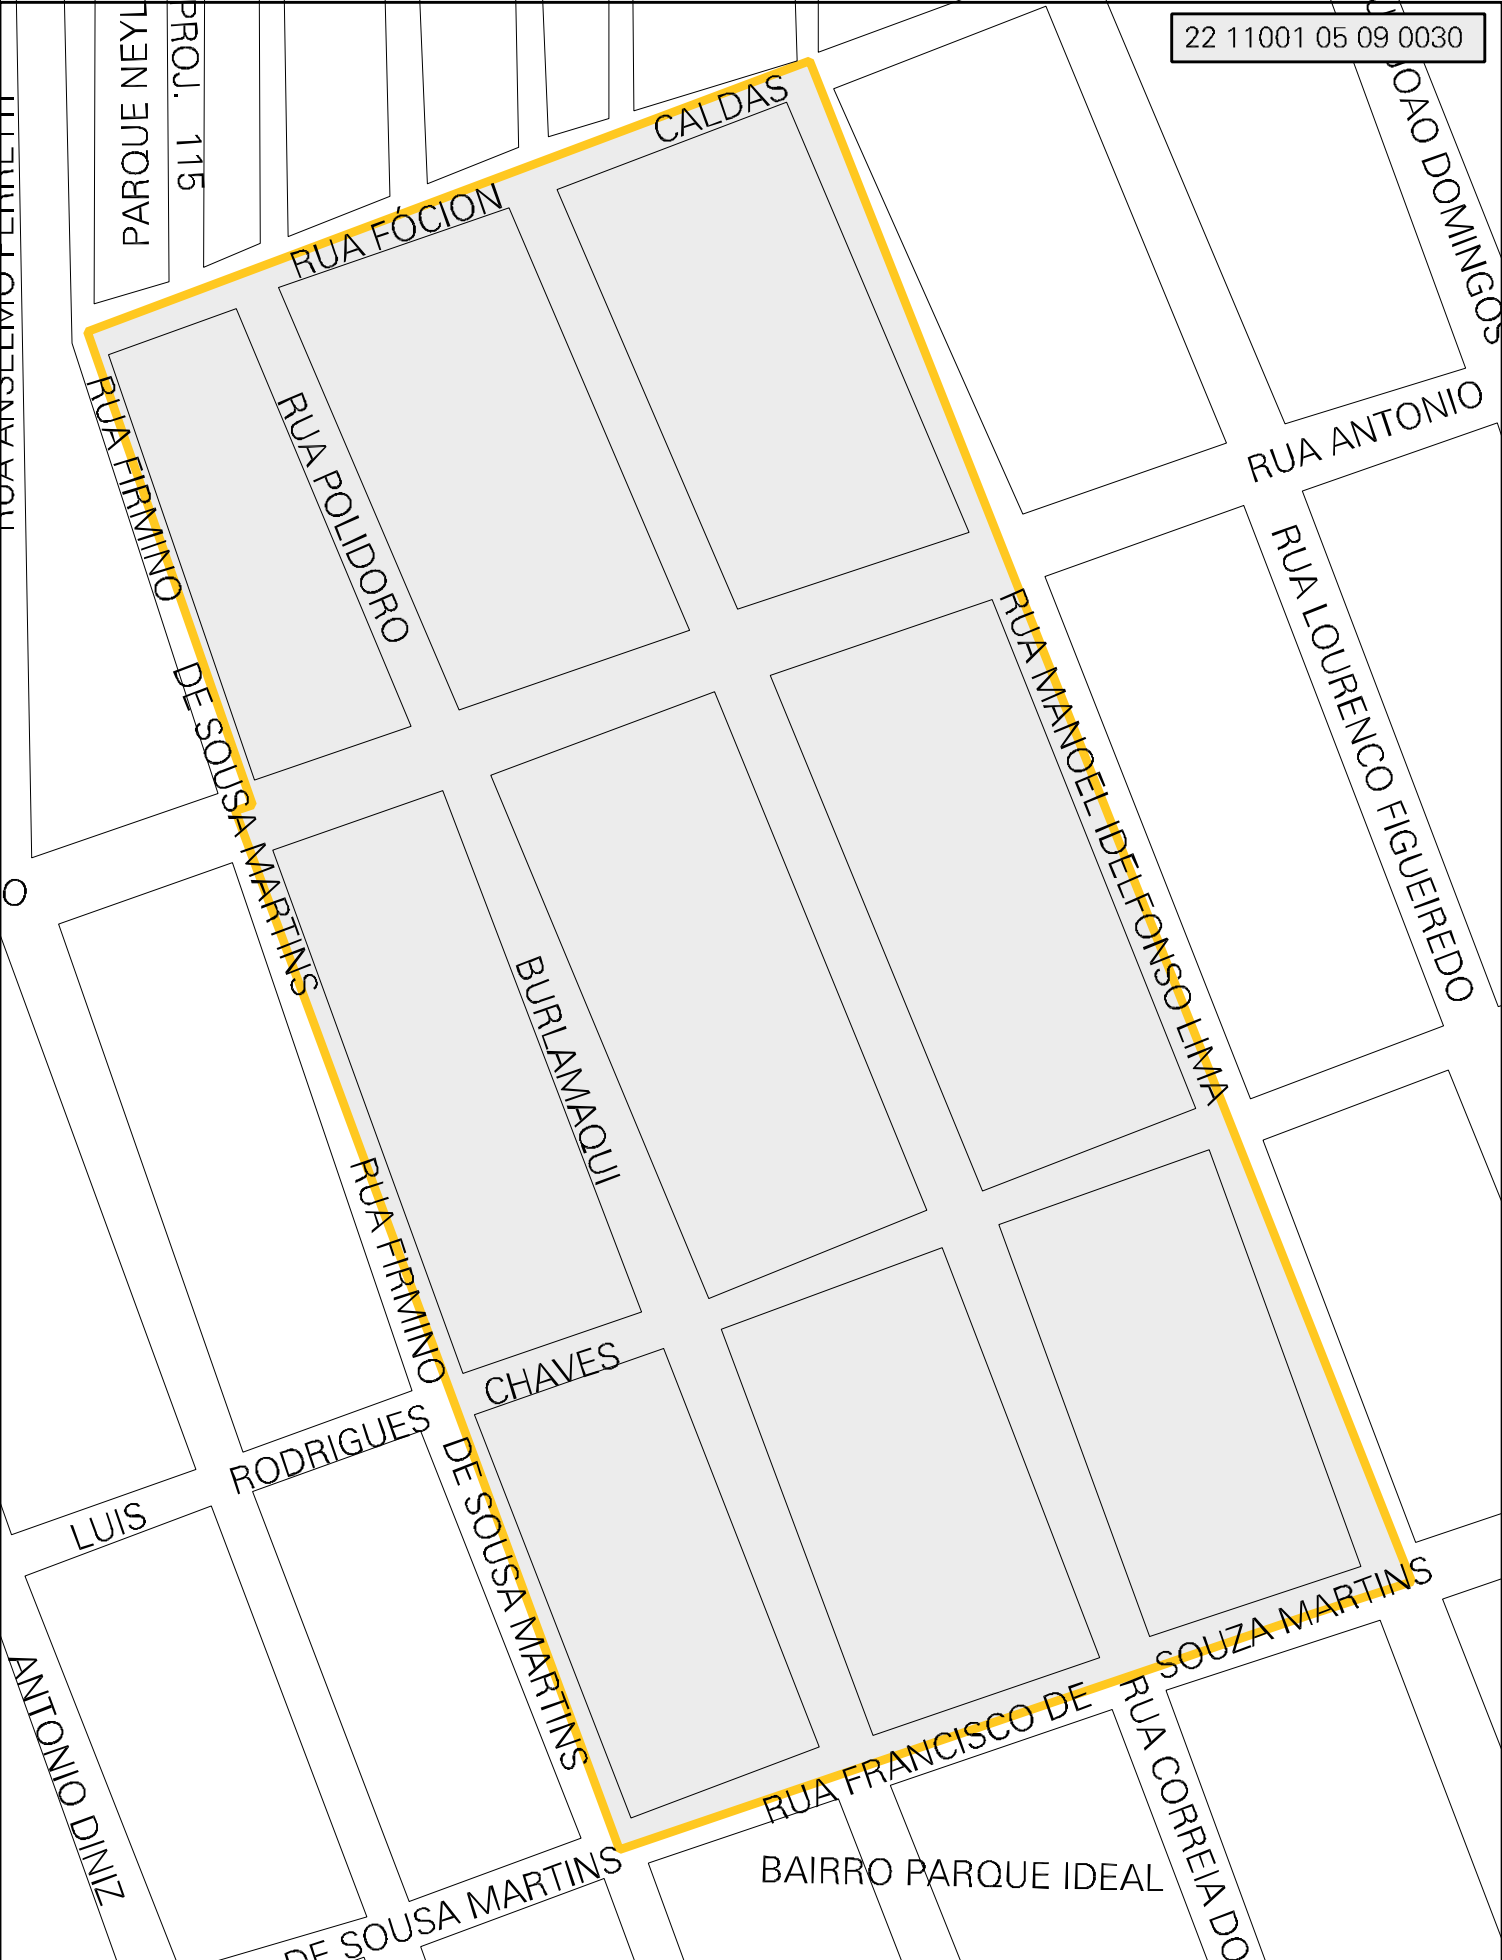 22 11001 05 09 0030
PARQUE NEYL
PROJ. 115
CALDAS
JOAO DOMINGOS
RUA FÓCION
RUA ANTONIO
RUA FIRMINO
RUA POLIDORO
RUA LOURENCO FIGUEIREDO
RUA MANOEL IDELFONSO LIMA
DE SOUSA MARTINS
O
BURLAMAQUI
RUA FIRMINO
CHAVES
RODRIGUES
LUIS
DE SOUSA MARTINS
SOUZA MARTINS
RUA FRANCISCO DE
RUA CORREIA DO
ANTONIO DINIZ
BAIRRO PARQUE IDEAL
DE SOUSA MARTINS